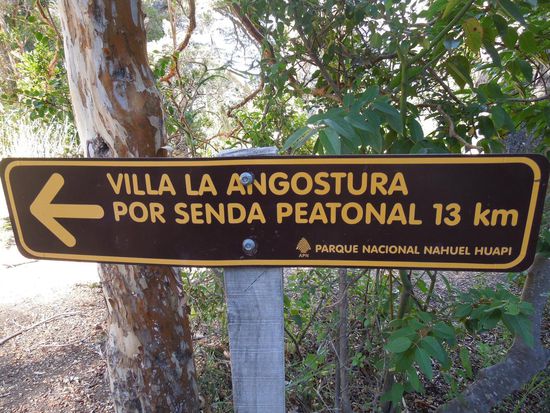 VILLA LA ANGOSTURA
POR SENDA PEATONAL 13 km
APN PARQUE NACIONAL NAHUEL HUAPI